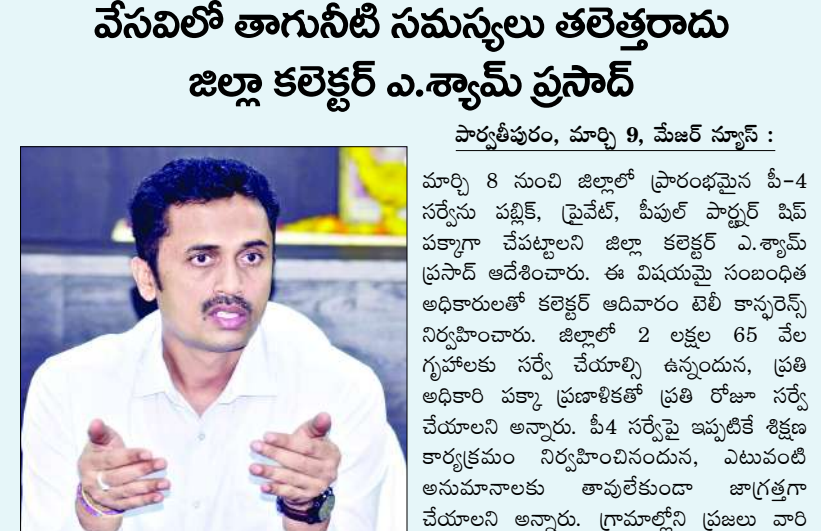 వేసవిలో తాగునీటి సమస్యలు తలెత్తరాదు
జిల్లా కలెక్టర్ ఎ.శ్యామ్ ప్రసాద్
పార్వతీపురం, మార్చి 9, మేజర్ న్యూస్ :
మార్చి 8 నుంచి జిల్లాలో ప్రారంభమైన పీ-4
సర్వేను పబ్లిక్, ప్రైవేట్, పీపుల్ పార్ట్నర్ షిప్
పక్కాగా చేపట్టాలని జిల్లా కలెక్టర్ ఎ.శ్యామ్
ప్రసాద్ ఆదేశించారు. ఈ విషయమై సంబంధిత
అధికారులతో కలెక్టర్ ఆదివారం టెలీ కాన్ఫరెన్స్
నిర్వహించారు. జిల్లాలో 2 లక్షల 65 వేల
గృహాలకు సర్వే చేయాల్సి ఉన్నందున, ప్రతి
అధికారి పక్కా ప్రణాళికతో ప్రతి రోజూ సర్వే
చేయాలని అన్నారు. పీ4 సర్వేపై ఇప్పటికే శిక్షణ
కార్యక్రమం నిర్వహించినందున, ఎటువంటి
అనుమానాలకు తావులేకుండా జాగ్రత్తగా
చేయాలని అన్నారు. గ్రామాల్లోని ప్రజలు వారి